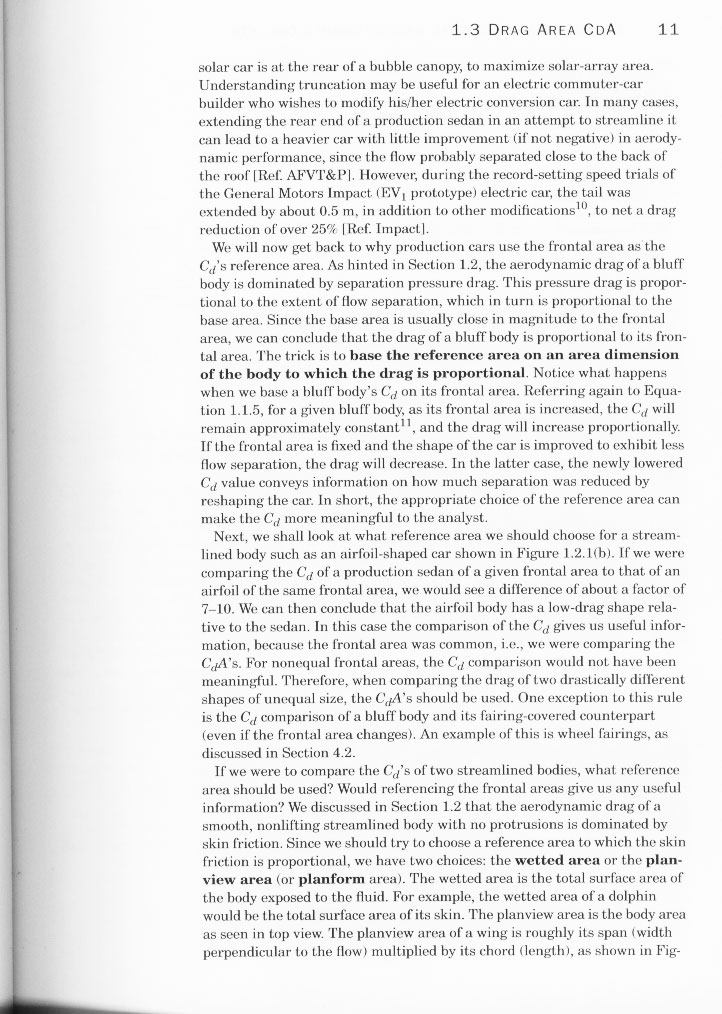 1.3 DRAG AREA CDA 11
solar car is at the rear of a bubble canopy, to maximize solar-array area.
Understanding truncation may be useful for an electric commuter-car
builder who wishes to modify his/her electric conversion car. In many cases,
extending the rear end of a production sedan in an attempt to streamline it
can lead to a heavier car with little improvement (if not negative) in aerody-
namic performance, since the flow probably separated close to the back of
the roof [Ref. AFVT&P]. However, during the record-setting speed trials of
the General Motors Impact (EV1 prototype) electric car, the tail was
extended by about 0.5 m, in addition to other modifications10, to net a drag
reduction of over 25% [Ref. Impact].
We will now get back to why production cars use the frontal area as the
Cd's reference area. As hinted in Section 1.2, the aerodynamic drag of a bluff
body is dominated by separation pressure drag. This pressure drag is propor-
tional to the extent of flow separation, which in turn is proportional to the
base area. Since the base area is usually close in magnitude to the frontal
area, we can conclude that the drag of a bluff body is proportional to its fron-
tal area. The trick is to base the reference area on an area dimension
of the body to which the drag is proportional. Notice what happens
when we base a bluff body's Cd on its frontal area. Referring again to Equa-
tion 1.1.5, for a given bluff body, as its frontal area is increased, the Cd will
remain approximately constant11, and the drag will increase proportionally.
If the frontal area is fixed and the shape of the car is improved to exhibit less
flow separation, the drag will decrease. In the latter case, the newly lowered
Cd value conveys information on how much separation was reduced by
reshaping the car. In short, the appropriate choice of the reference area can
make the Cd more meaningful to the analyst.
Next, we shall look at what reference area we should choose for a stream-
lined body such as an airfoil-shaped car shown in Figure 1.2.1(b). If we were
comparing the Cd of a production sedan of a given frontal area to that of an
airfoil of the same frontal area, we would see a difference of about a factor of
7–10. We can then conclude that the airfoil body has a low-drag shape rela-
tive to the sedan. In this case the comparison of the Cd gives us useful infor-
mation, because the frontal area was common, i.e., we were comparing the
CdA's. For nonequal frontal areas, the Cd comparison would not have been
meaningful. Therefore, when comparing the drag of two drastically different
shapes of unequal size, the CdA's should be used. One exception to this rule
is the Cd comparison of a bluff body and its fairing-covered counterpart
(even if the frontal area changes). An example of this is wheel fairings, as
discussed in Section 4.2.
If we were to compare the Cd's of two streamlined bodies, what reference
area should be used? Would referencing the frontal areas give us any useful
information? We discussed in Section 1.2 that the aerodynamic drag of a
smooth, nonlifting streamlined body with no protrusions is dominated by
skin friction. Since we should try to choose a reference area to which the skin
friction is proportional, we have two choices: the wetted area or the plan-
view area (or planform area). The wetted area is the total surface area of
the body exposed to the fluid. For example, the wetted area of a dolphin
would be the total surface area of its skin. The planview area is the body area
as seen in top view. The planview area of a wing is roughly its span (width
perpendicular to the flow) multiplied by its chord (length), as shown in Fig-